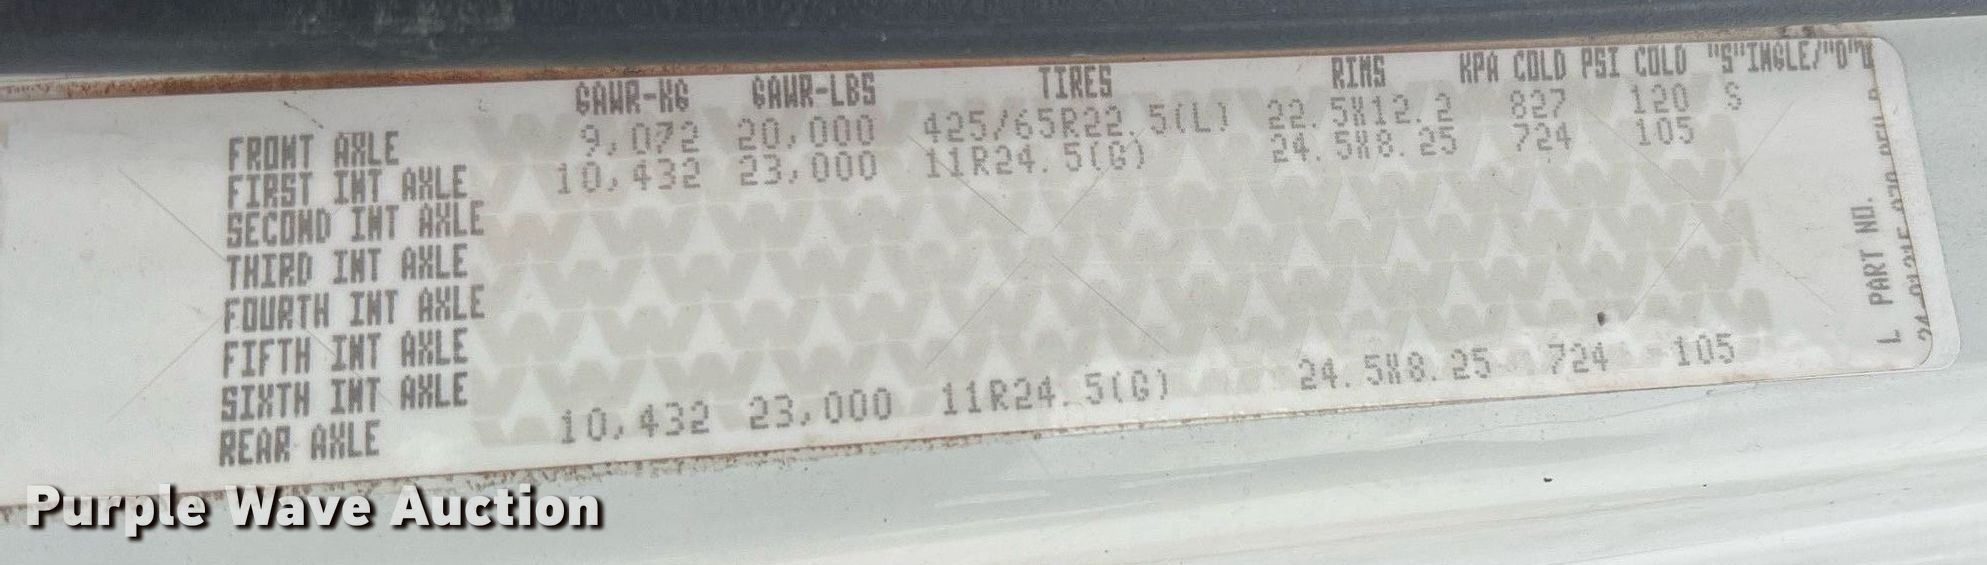 GAWR-KG GAWR-LBS TIRES RIMS KPA COLD PSI COLD "S"INGLE/"D"U
FRONT AXLE 9,072 20,000 425/65R22.5(L) 22.5X12.2 827 120 S
FIRST INT AXLE 10,432 23,000 11R24.5(G) 24.5X8.25 724 105
SECOND INT AXLE
THIRD INT AXLE
FOURTH INT AXLE
FIFTH INT AXLE
SIXTH INT AXLE
REAR AXLE 10,432 23,000 11R24.5(G) 24.5X8.25 724 105
PART NO.
Purple Wave Auction